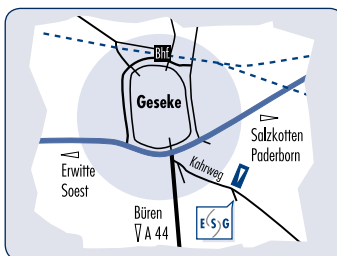 Bhf
Geseke
Salzkotten
Paderborn
Erwitte
Soest
Kahrweg
Büren
A 44
ESG